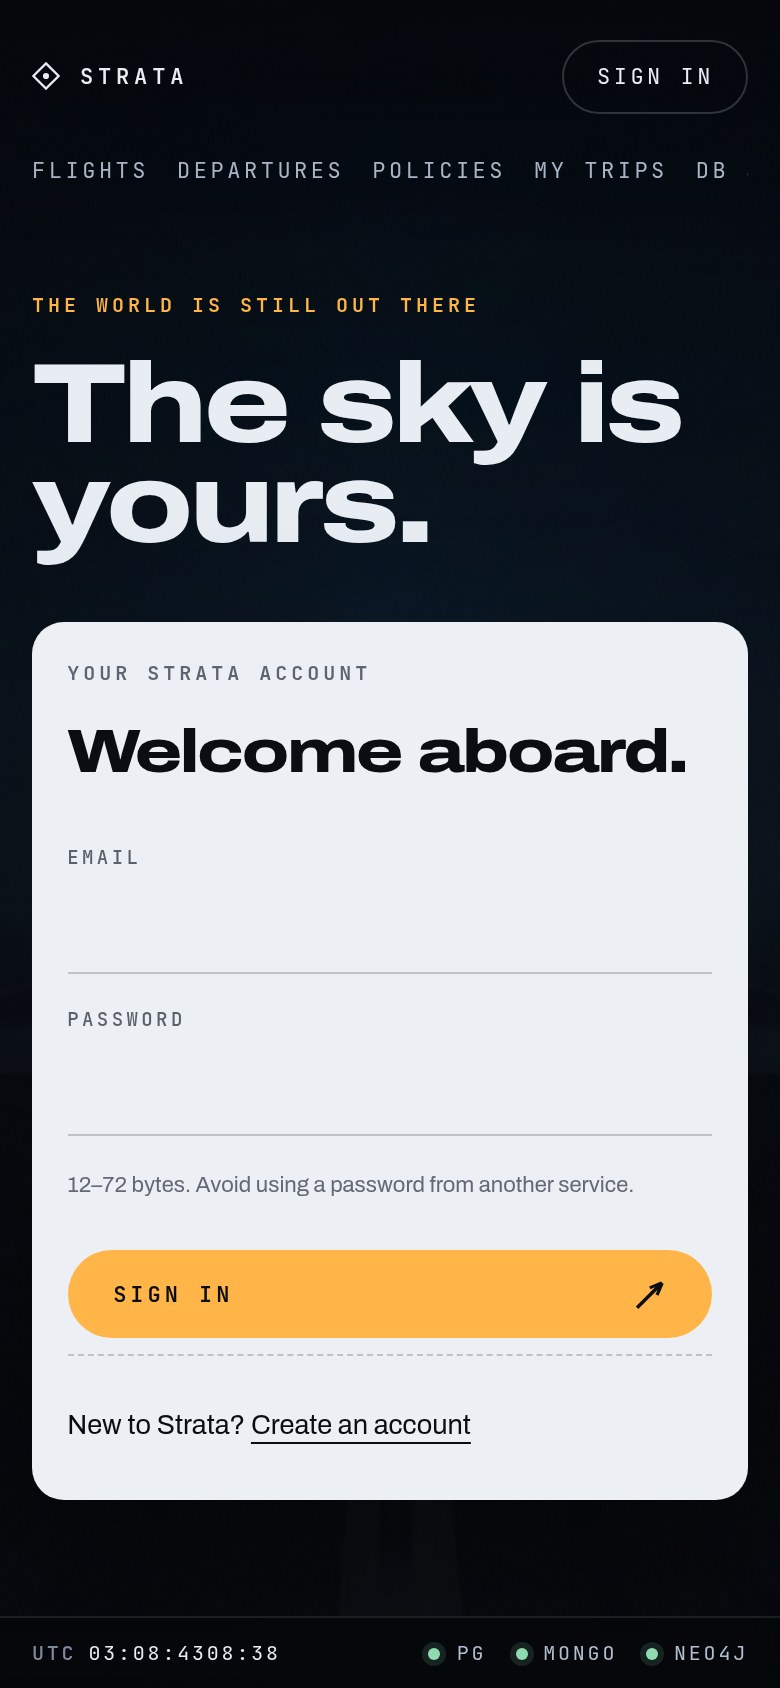 STRATA
SIGN IN
FLIGHTS DEPARTURES POLICIES MY TRIPS DB
THE WORLD IS STILL OUT THERE
The sky is
yours.
YOUR STRATA ACCOUNT
Welcome aboard.
EMAIL
PASSWORD
12–72 bytes. Avoid using a password from another service.
SIGN IN
New to Strata? Create an account
UTC 03:08:4308:38 PG MONGO NEO4J